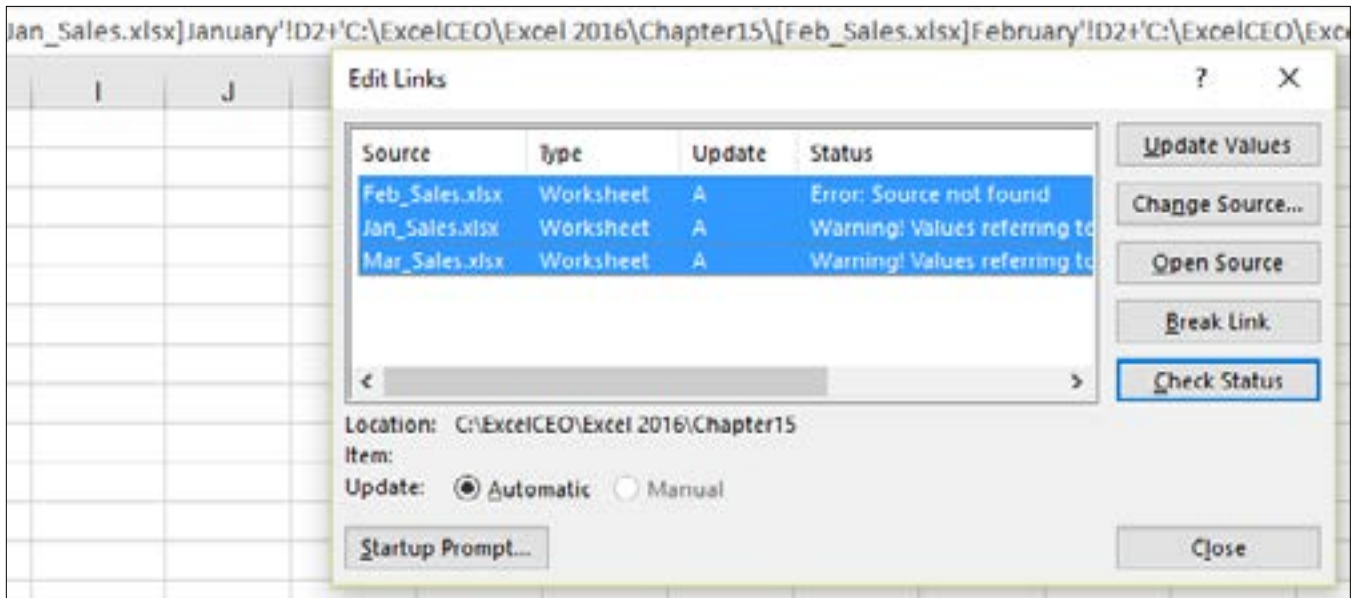 Jan_Sales.xlsx]January'!D2+'C:\ExcelCEO\Excel 2016\Chapter15\[Feb_Sales.xlsx]February'!D2+'C:\ExcelCEO\Exc
I J
Edit Links ? X
Source Type Update Status
Feb_Sales.xlsx Worksheet A Error: Source not found
Jan_Sales.xlsx Worksheet A Warning! Values referring to
Mar_Sales.xlsx Worksheet A Warning! Values referring to
Update Values
Change Source...
Open Source
Break Link
Check Status
Location: C:\ExcelCEO\Excel 2016\Chapter15
Item:
Update: Automatic Manual
Startup Prompt... Close